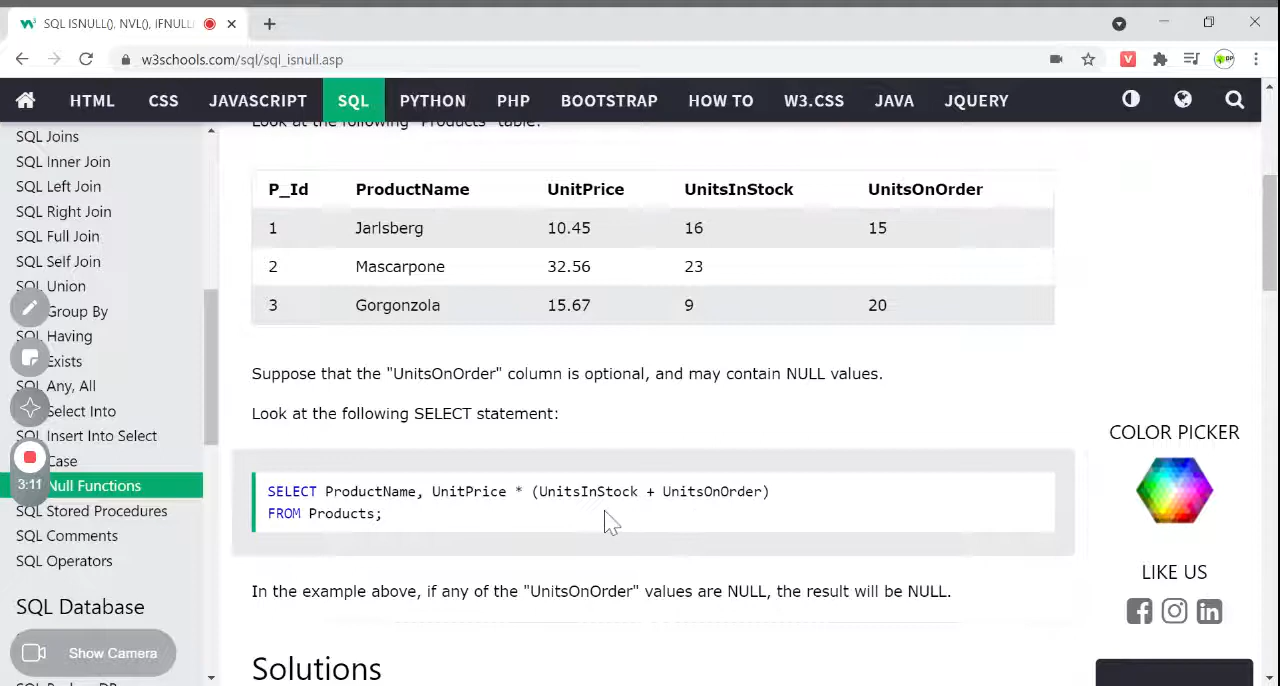 SQL ISNULL(), NVL(), IFNULL(
w3schools.com/sql/sql_isnull.asp
HTML CSS JAVASCRIPT SQL PYTHON PHP BOOTSTRAP HOW TO W3.CSS JAVA JQUERY
SQL Joins
SQL Inner Join
SQL Left Join
SQL Right Join
SQL Full Join
SQL Self Join
SQL Union
Group By
SQL Having
Exists
SQL Any, All
Select Into
SQL Insert Into Select
Case
Null Functions
SQL Stored Procedures
SQL Comments
SQL Operators
SQL Database
3:11
Show Camera
Look at the following "Products" table:
P_Id ProductName UnitPrice UnitsInStock UnitsOnOrder
1 Jarlsberg 10.45 16 15
2 Mascarpone 32.56 23
3 Gorgonzola 15.67 9 20
Suppose that the "UnitsOnOrder" column is optional, and may contain NULL values.
Look at the following SELECT statement:
SELECT ProductName, UnitPrice * (UnitsInStock + UnitsOnOrder)
FROM Products;
In the example above, if any of the "UnitsOnOrder" values are NULL, the result will be NULL.
Solutions
COLOR PICKER
LIKE US